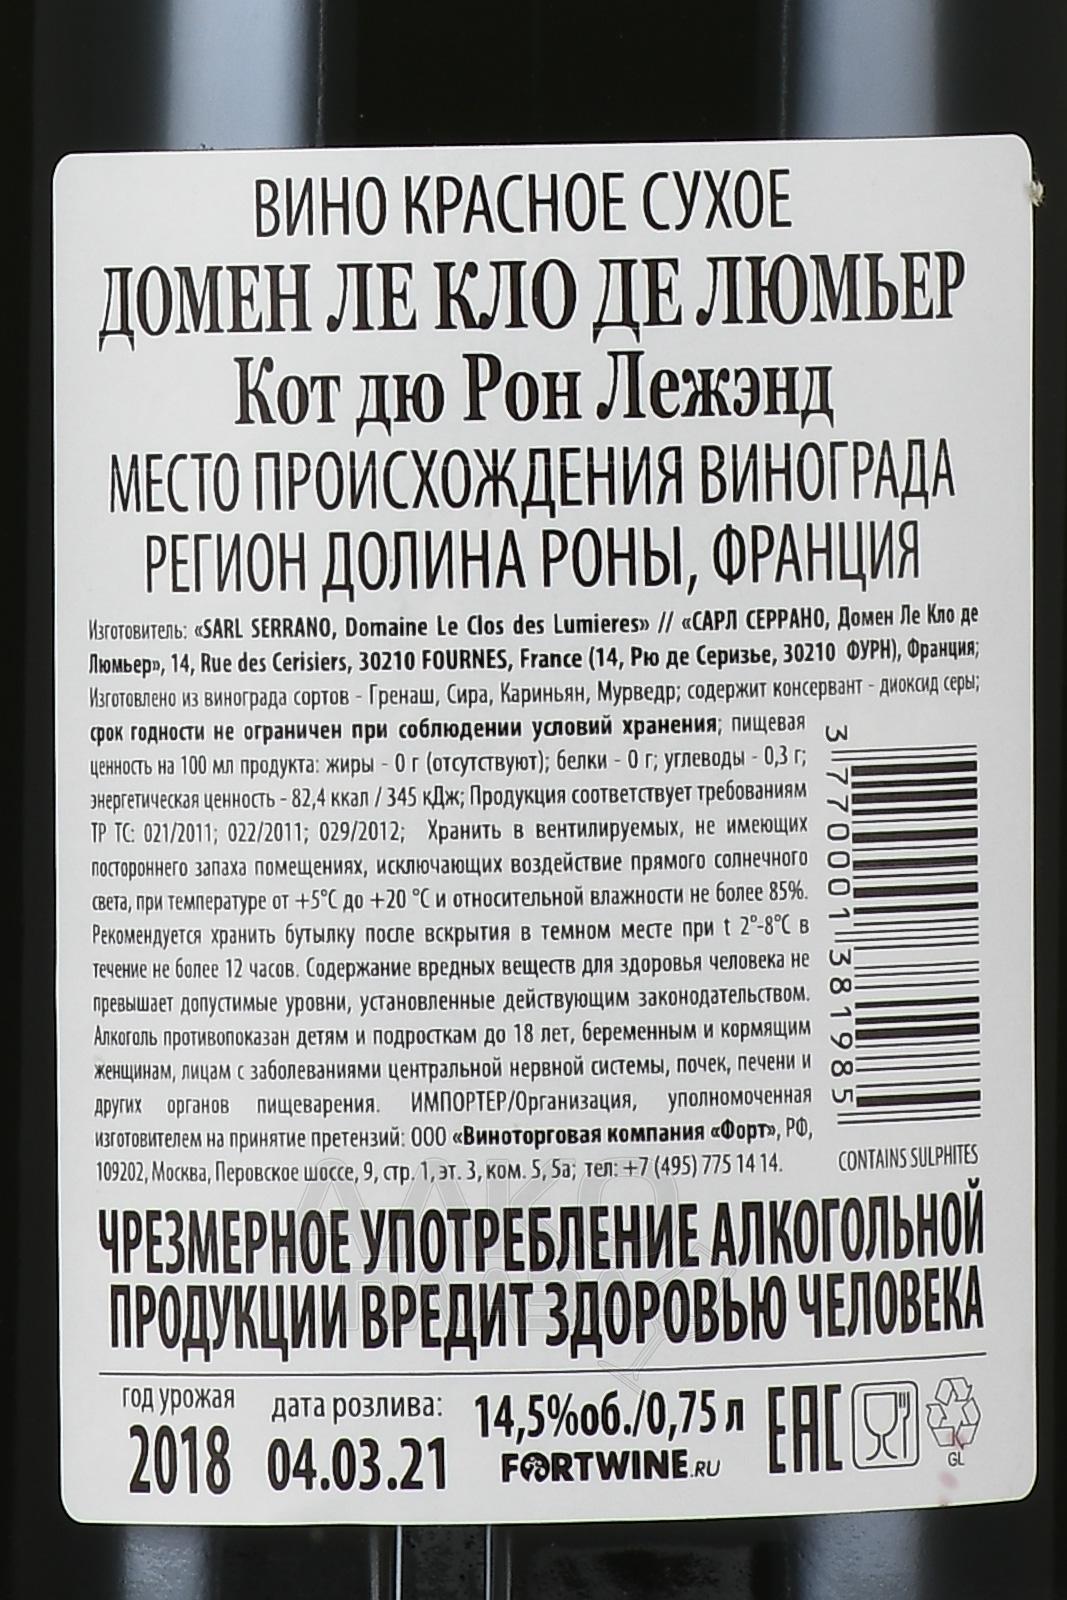 ВИНО КРАСНОЕ СУХОЕ
ДОМЕН ЛЕ КЛО ДЕ ЛЮМЬЕР
Кот дю Рон Лежэнд
МЕСТО ПРОИСХОЖДЕНИЯ ВИНОГРАДА
РЕГИОН ДОЛИНА РОНЫ, ФРАНЦИЯ
Изготовитель: «SARL SERRANO, Domaine Le Clos des Lumieres» // «САРЛ СЕРРАНО, Домен Ле Кло де
Люмьер», 14, Rue des Cerisiers, 30210 FOURNES, France (14, Рю де Серизье, 30210 ФУРН), Франция;
Изготовлено из винограда сортов - Гренаш, Сира, Кариньян, Мурведр; содержит консервант - диоксид серы;
срок годности не ограничен при соблюдении условий хранения; пищевая
ценность на 100 мл продукта: жиры - 0 г (отсутствуют); белки - 0 г; углеводы - 0,3 г;
энергетическая ценность - 82,4 ккал / 345 кДж; Продукция соответствует требованиям
ТР ТС: 021/2011; 022/2011; 029/2012; Хранить в вентилируемых, не имеющих
постороннего запаха помещениях, исключающих воздействие прямого солнечного
света, при температуре от +5°C до +20 °C и относительной влажности не более 85%.
Рекомендуется хранить бутылку после вскрытия в темном месте при t 2°-8°C в
течение не более 12 часов. Содержание вредных веществ для здоровья человека не
превышает допустимые уровни, установленные действующим законодательством.
Алкоголь противопоказан детям и подросткам до 18 лет, беременным и кормящим
женщинам, лицам с заболеваниями центральной нервной системы, почек, печени и
других органов пищеварения. ИМПОРТЕР/Организация, уполномоченная
изготовителем на принятие претензий: ООО «Виноторговая компания «Форт», РФ,
109202, Москва, Перовское шоссе, 9, стр. 1, эт. 3, ком. 5, 5а; тел: +7 (495) 775 14 14.
3 770001 381985
CONTAINS SULPHITES
ЧРЕЗМЕРНОЕ УПОТРЕБЛЕНИЕ АЛКОГОЛЬНОЙ
ПРОДУКЦИИ ВРЕДИТ ЗДОРОВЬЮ ЧЕЛОВЕКА
год урожая
2018
дата розлива:
04.03.21
14,5%об./0,75 л
FORTWINE.RU
EAC
GL